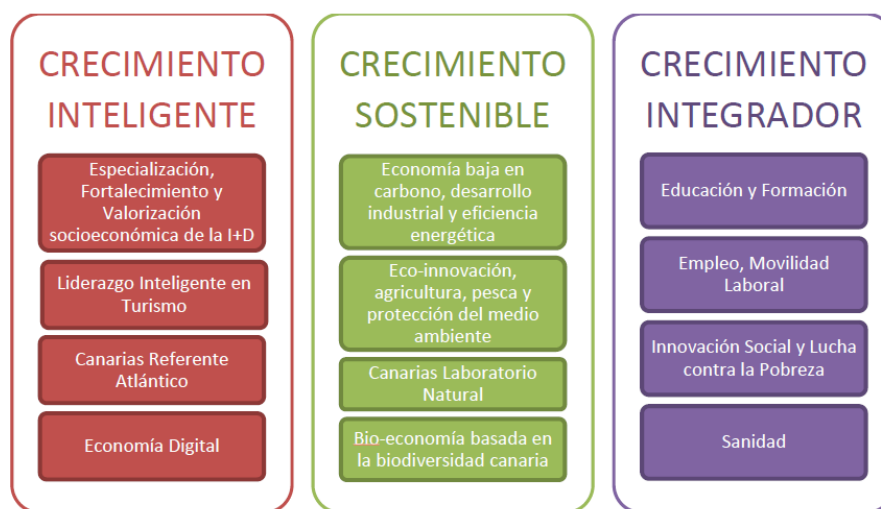 CRECIMIENTO
INTELIGENTE
Especialización,
Fortalecimiento y
Valorización
socioeconómica de la I+D
Liderazgo Inteligente en
Turismo
Canarias Referente
Atlántico
Economía Digital
CRECIMIENTO
SOSTENIBLE
Economía baja en
carbono, desarrollo
industrial y eficiencia
energética
Eco-innovación,
agricultura, pesca y
protección del medio
ambiente
Canarias Laboratorio
Natural
Bio-economía basada en
la biodiversidad canaria
CRECIMIENTO
INTEGRADOR
Educación y Formación
Empleo, Movilidad
Laboral
Innovación Social y Lucha
contra la Pobreza
Sanidad